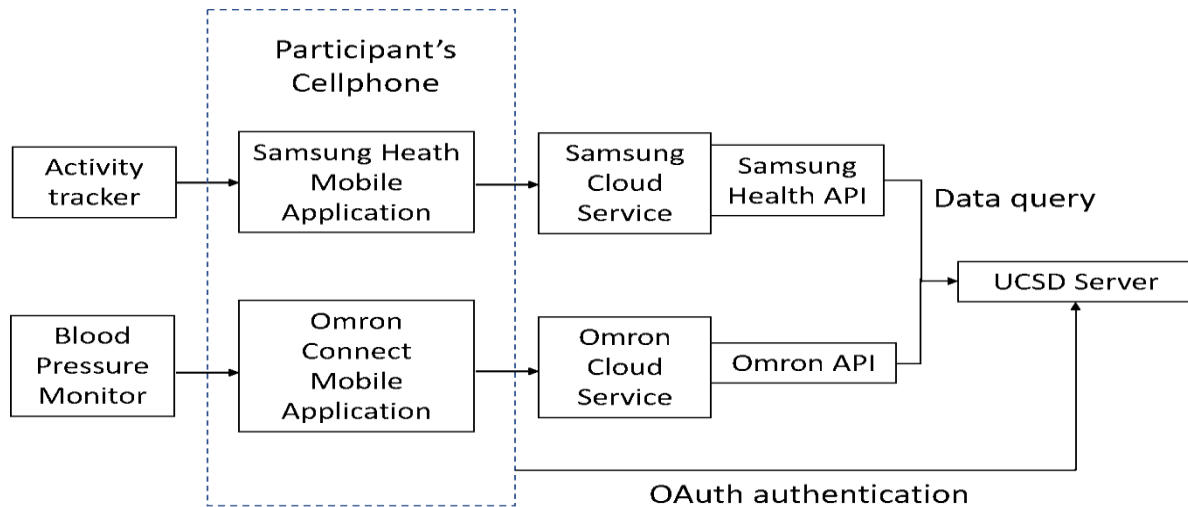 Participant's
Cellphone
Activity
tracker
Samsung Heath
Mobile
Application
Samsung
Cloud
Service
Samsung
Health API
Data query
UCSD Server
Blood
Pressure
Monitor
Omron
Connect
Mobile
Application
Omron
Cloud
Service
Omron API
OAuth authentication